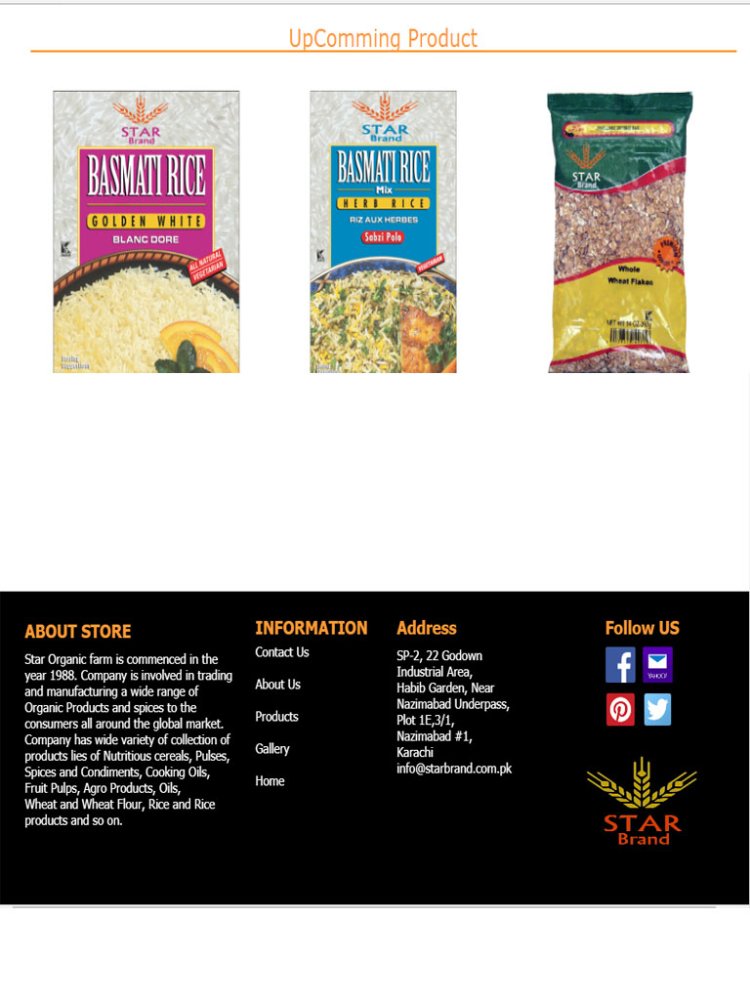 UpComming Product
STAR
Brand
BASMATI RICE
GOLDEN WHITE
BLANC DORE
ALL NATURAL
VEGETARIAN
STAR
Brand
BASMATI RICE
Mix
HERB RICE
RIZ AUX HERBES
Sabzi Polo
VEGETARIAN
STAR
Brand
Whole
Wheat Flakes
ABOUT STORE
Star Organic farm is commenced in the
year 1988. Company is involved in trading
and manufacturing a wide range of
Organic Products and spices to the
consumers all around the global market.
Company has wide variety of collection of
products lies of Nutritious cereals, Pulses,
Spices and Condiments, Cooking Oils,
Fruit Pulps, Agro Products, Oils,
Wheat and Wheat Flour, Rice and Rice
products and so on.
INFORMATION
Contact Us
About Us
Products
Gallery
Home
Address
SP-2, 22 Godown
Industrial Area,
Habib Garden, Near
Nazimabad Underpass,
Plot 1E,3/1,
Nazimabad #1,
Karachi
info@starbrand.com.pk
Follow US
YAHOO!
STAR
Brand